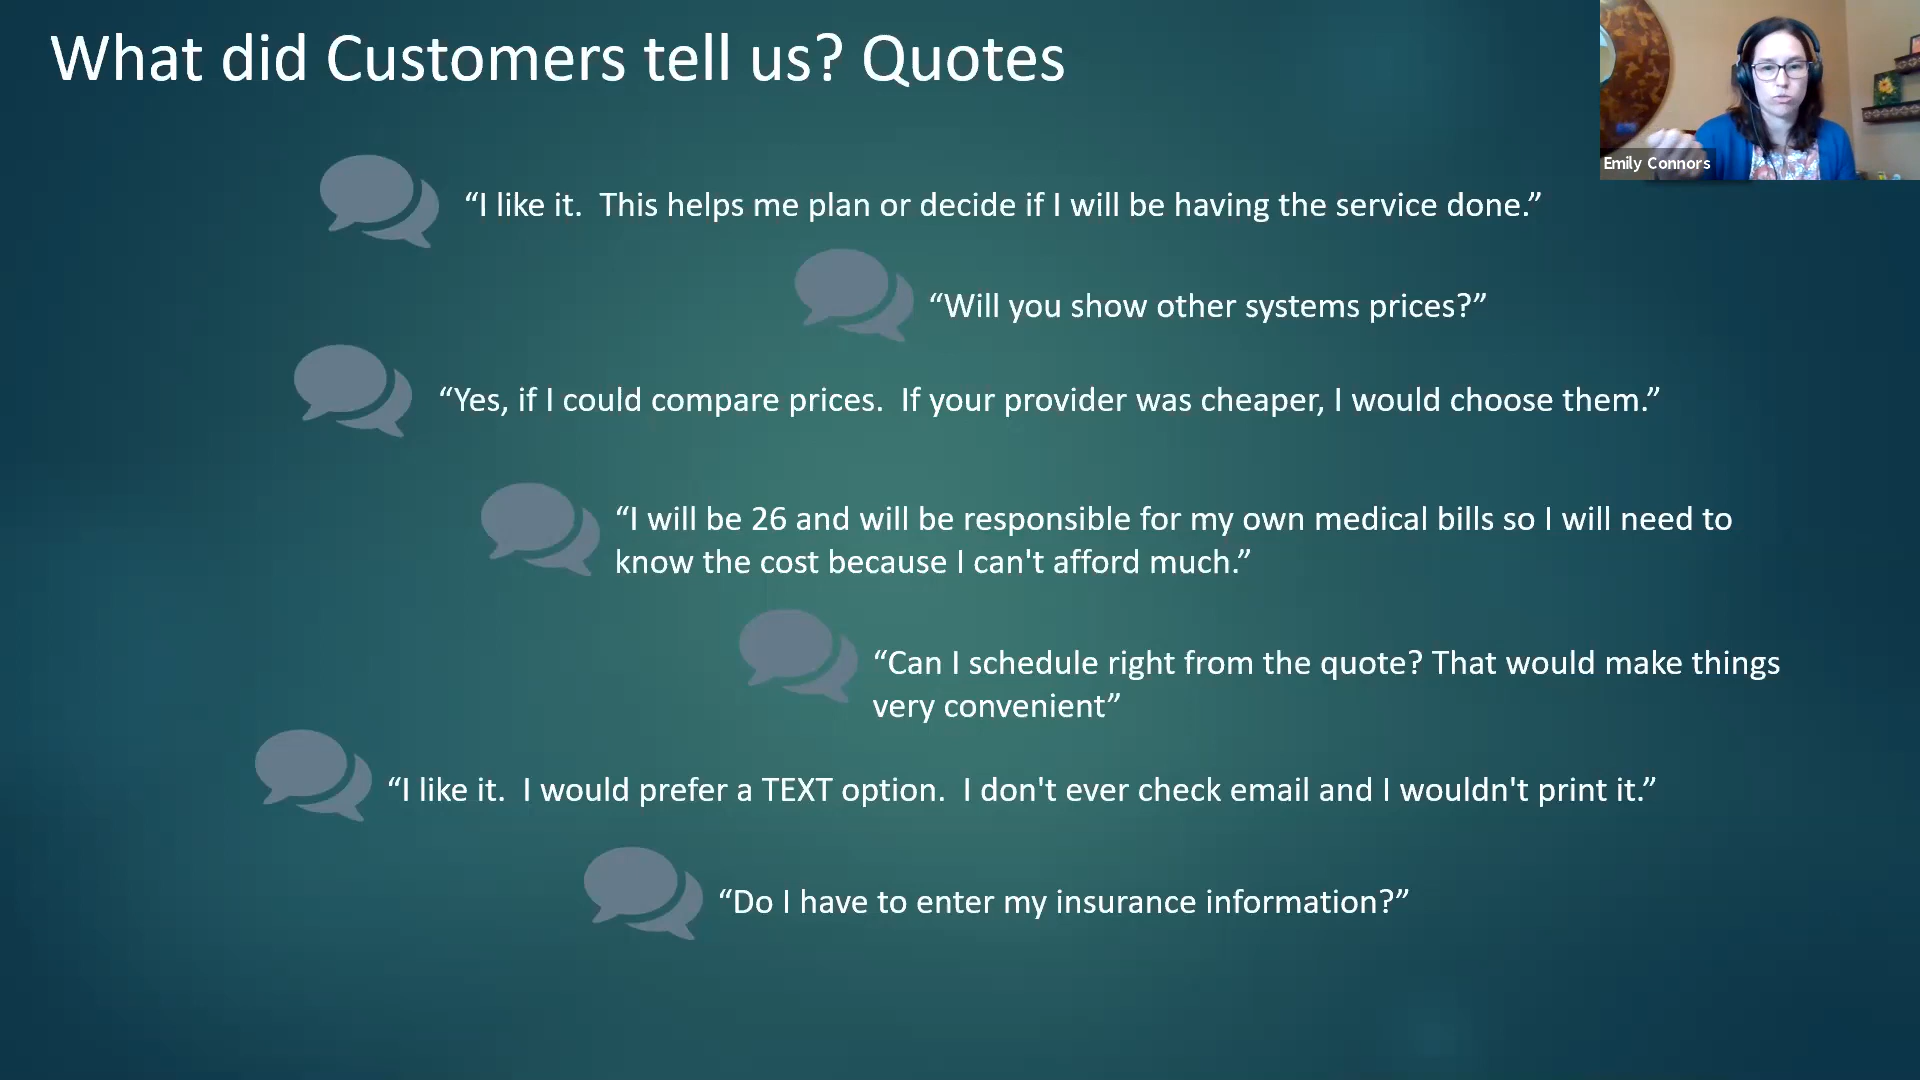 What did Customers tell us? Quotes
Emily Connors
“I like it.  This helps me plan or decide if I will be having the service done.”
“Will you show other systems prices?”
“Yes, if I could compare prices.  If your provider was cheaper, I would choose them.”
“I will be 26 and will be responsible for my own medical bills so I will need to
know the cost because I can't afford much.”
“Can I schedule right from the quote? That would make things
very convenient”
“I like it.  I would prefer a TEXT option.  I don't ever check email and I wouldn't print it.”
“Do I have to enter my insurance information?”